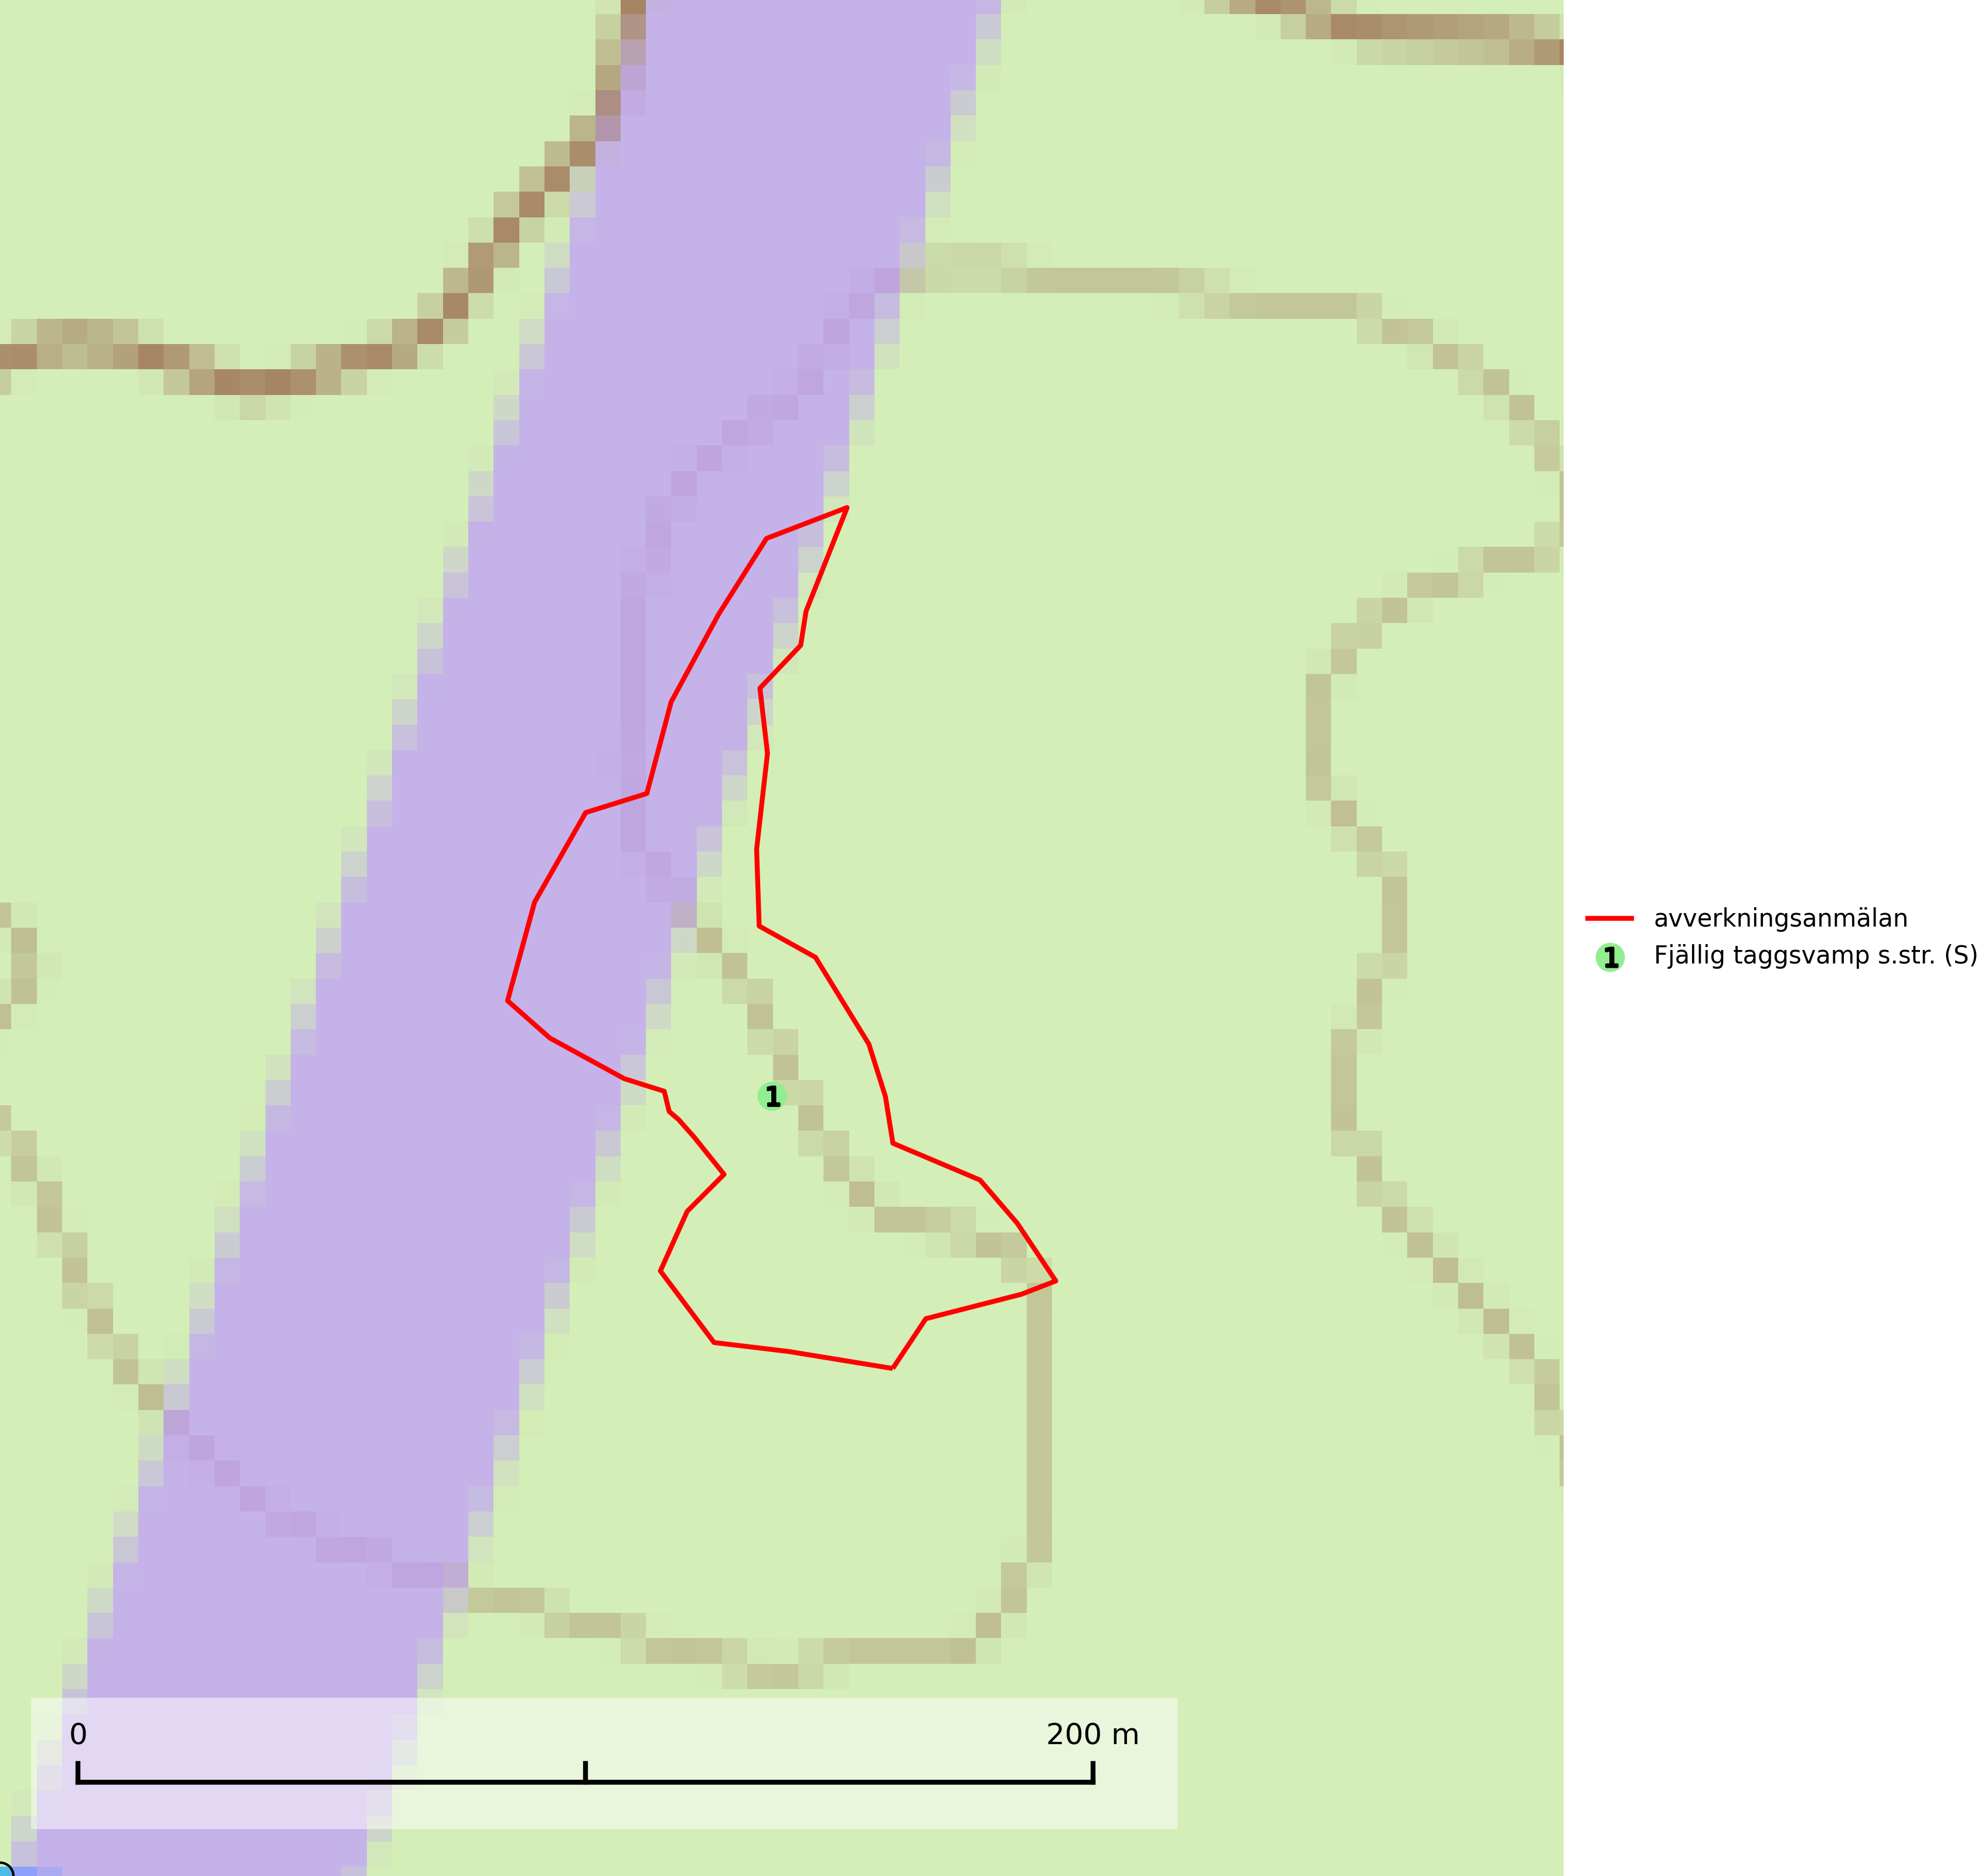 1
0
200 m
avverkningsanmälan
1 Fjällig taggsvamp s.str. (S)